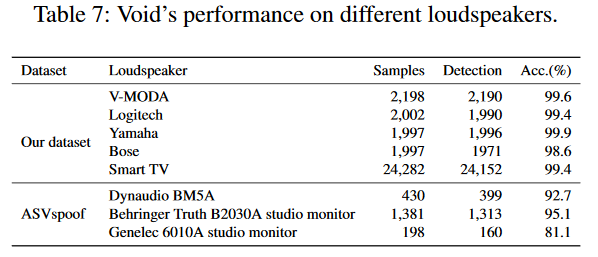 Table 7: Void’s performance on different loudspeakers.
Dataset Loudspeaker Samples Detection Acc.(%)
Our dataset
V-MODA 2,198 2,190 99.6
Logitech 2,002 1,990 99.4
Yamaha 1,997 1,996 99.9
Bose 1,997 1971 98.6
Smart TV 24,282 24,152 99.4
ASVspoof
Dynaudio BM5A 430 399 92.7
Behringer Truth B2030A studio monitor 1,381 1,313 95.1
Genelec 6010A studio monitor 198 160 81.1